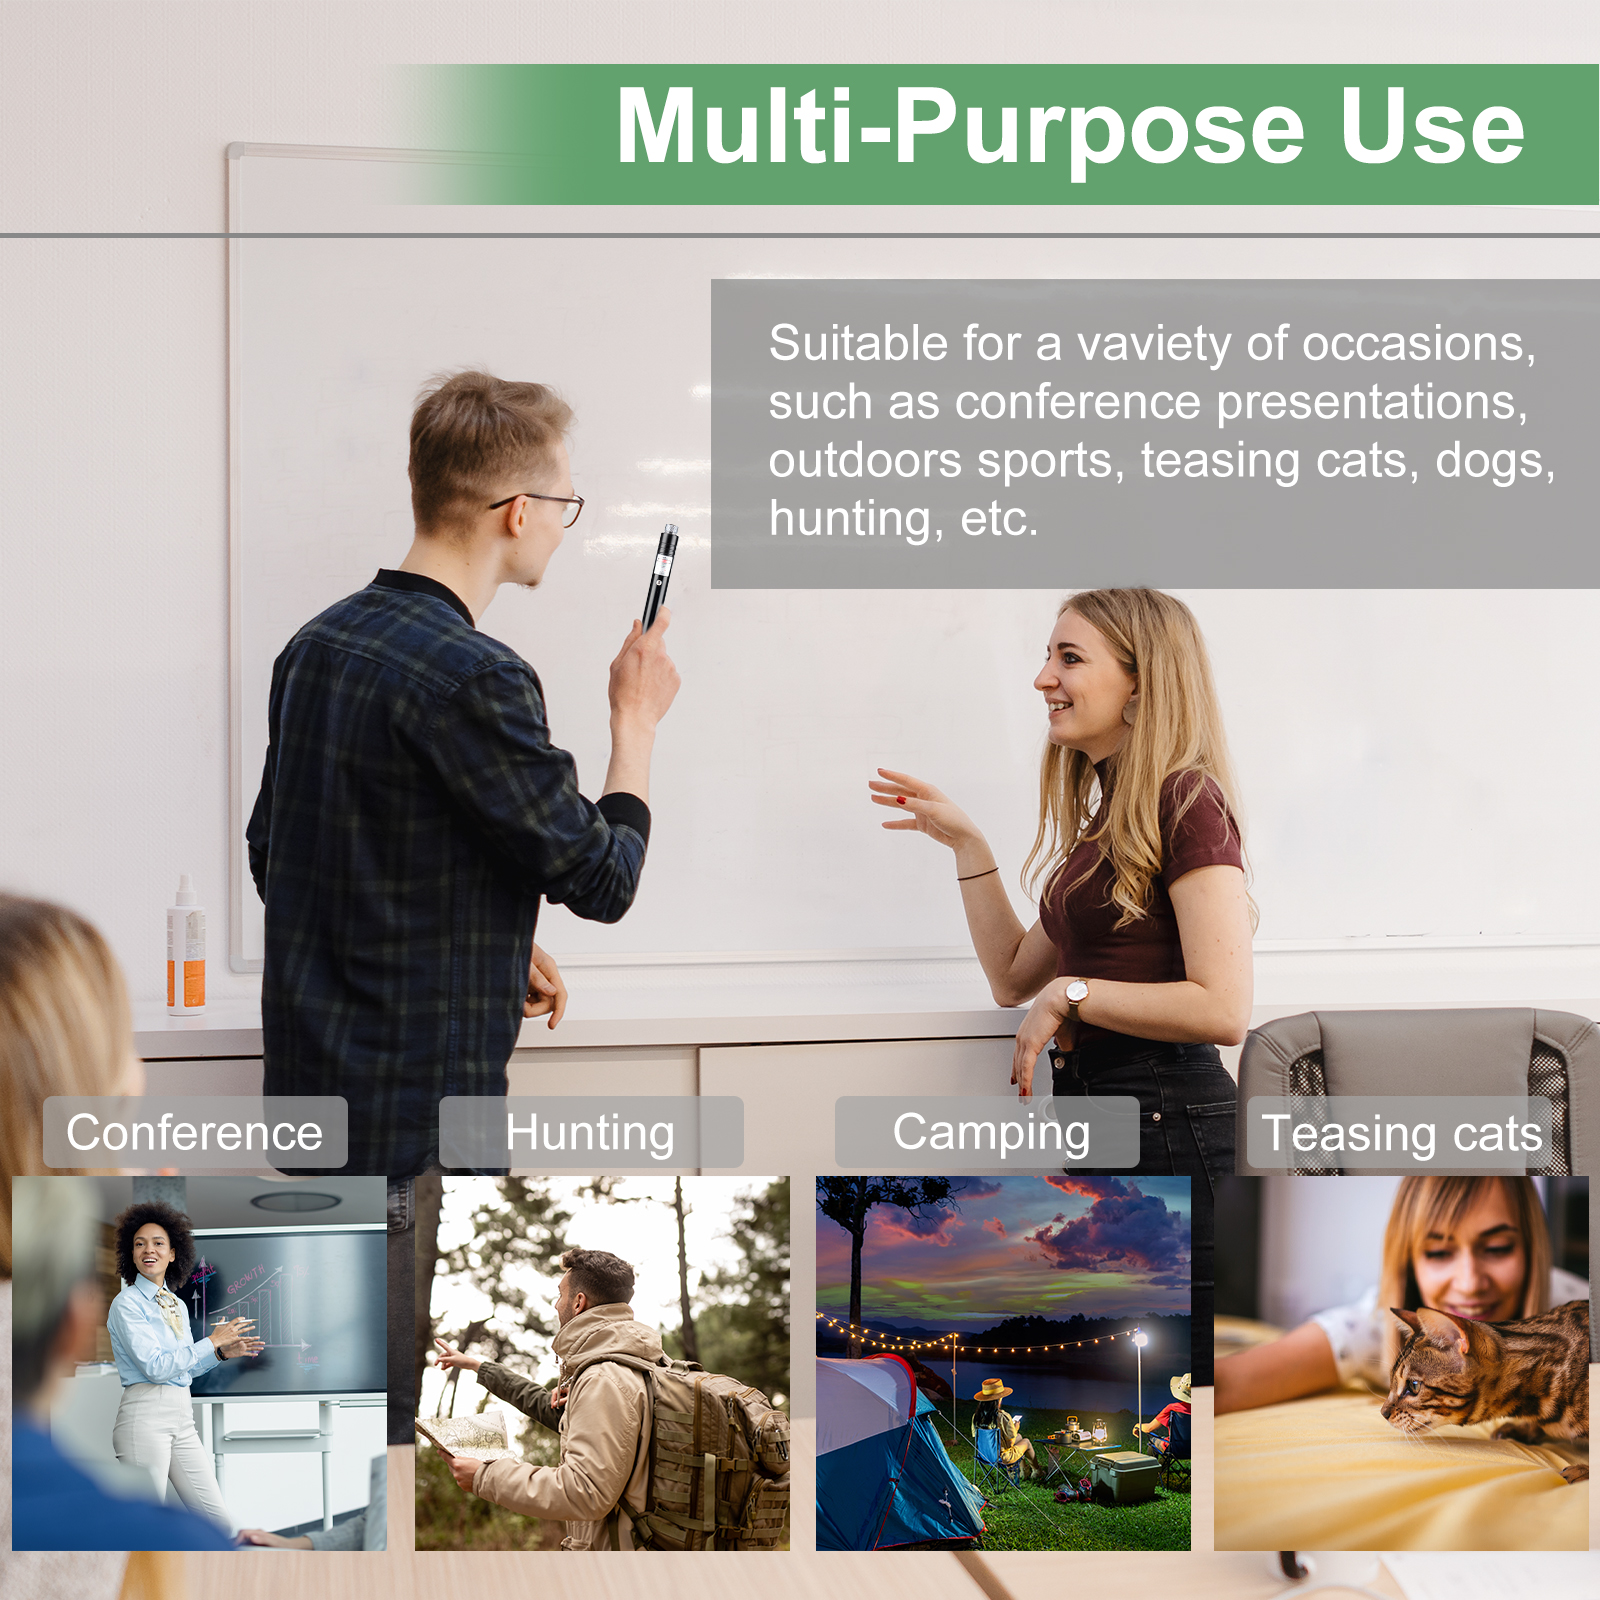 Multi-Purpose Use
Suitable for a vaviety of occasions,
such as conference presentations,
outdoors sports, teasing cats, dogs,
hunting, etc.
Conference
Hunting
Camping
Teasing cats
GROWTH